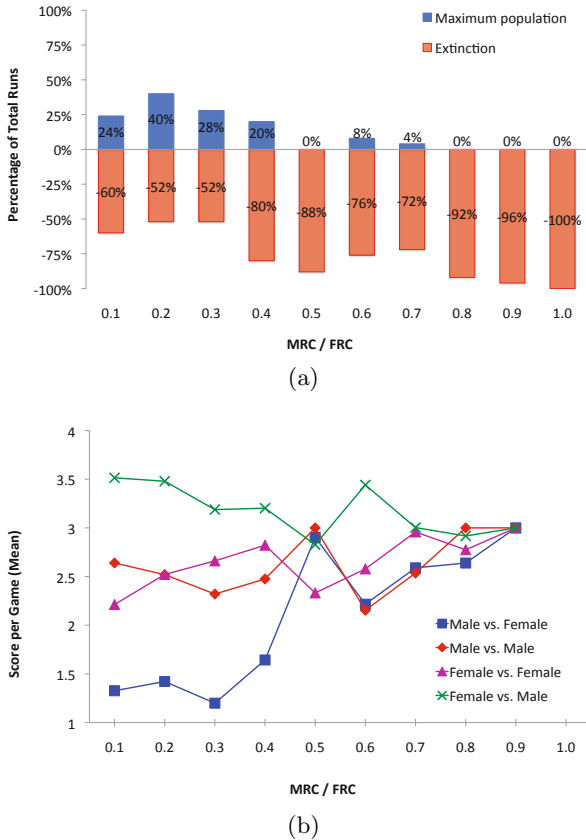 100%
75%
50%
25%
0%
-25%
-50%
-75%
-100%
Percentage of Total Runs
Maximum population
Extinction
24% 40% 28% 20% 0% 8% 4% 0% 0% 0%
-60% -52% -52% -80% -88% -76% -72% -92% -96% -100%
0.1 0.2 0.3 0.4 0.5 0.6 0.7 0.8 0.9 1.0
MRC / FRC
(a)
4
3.5
3
2.5
2
1.5
1
Score per Game (Mean)
Male vs. Female
Male vs. Male
Female vs. Female
Female vs. Male
0.1 0.2 0.3 0.4 0.5 0.6 0.7 0.8 0.9 1.0
MRC / FRC
(b)